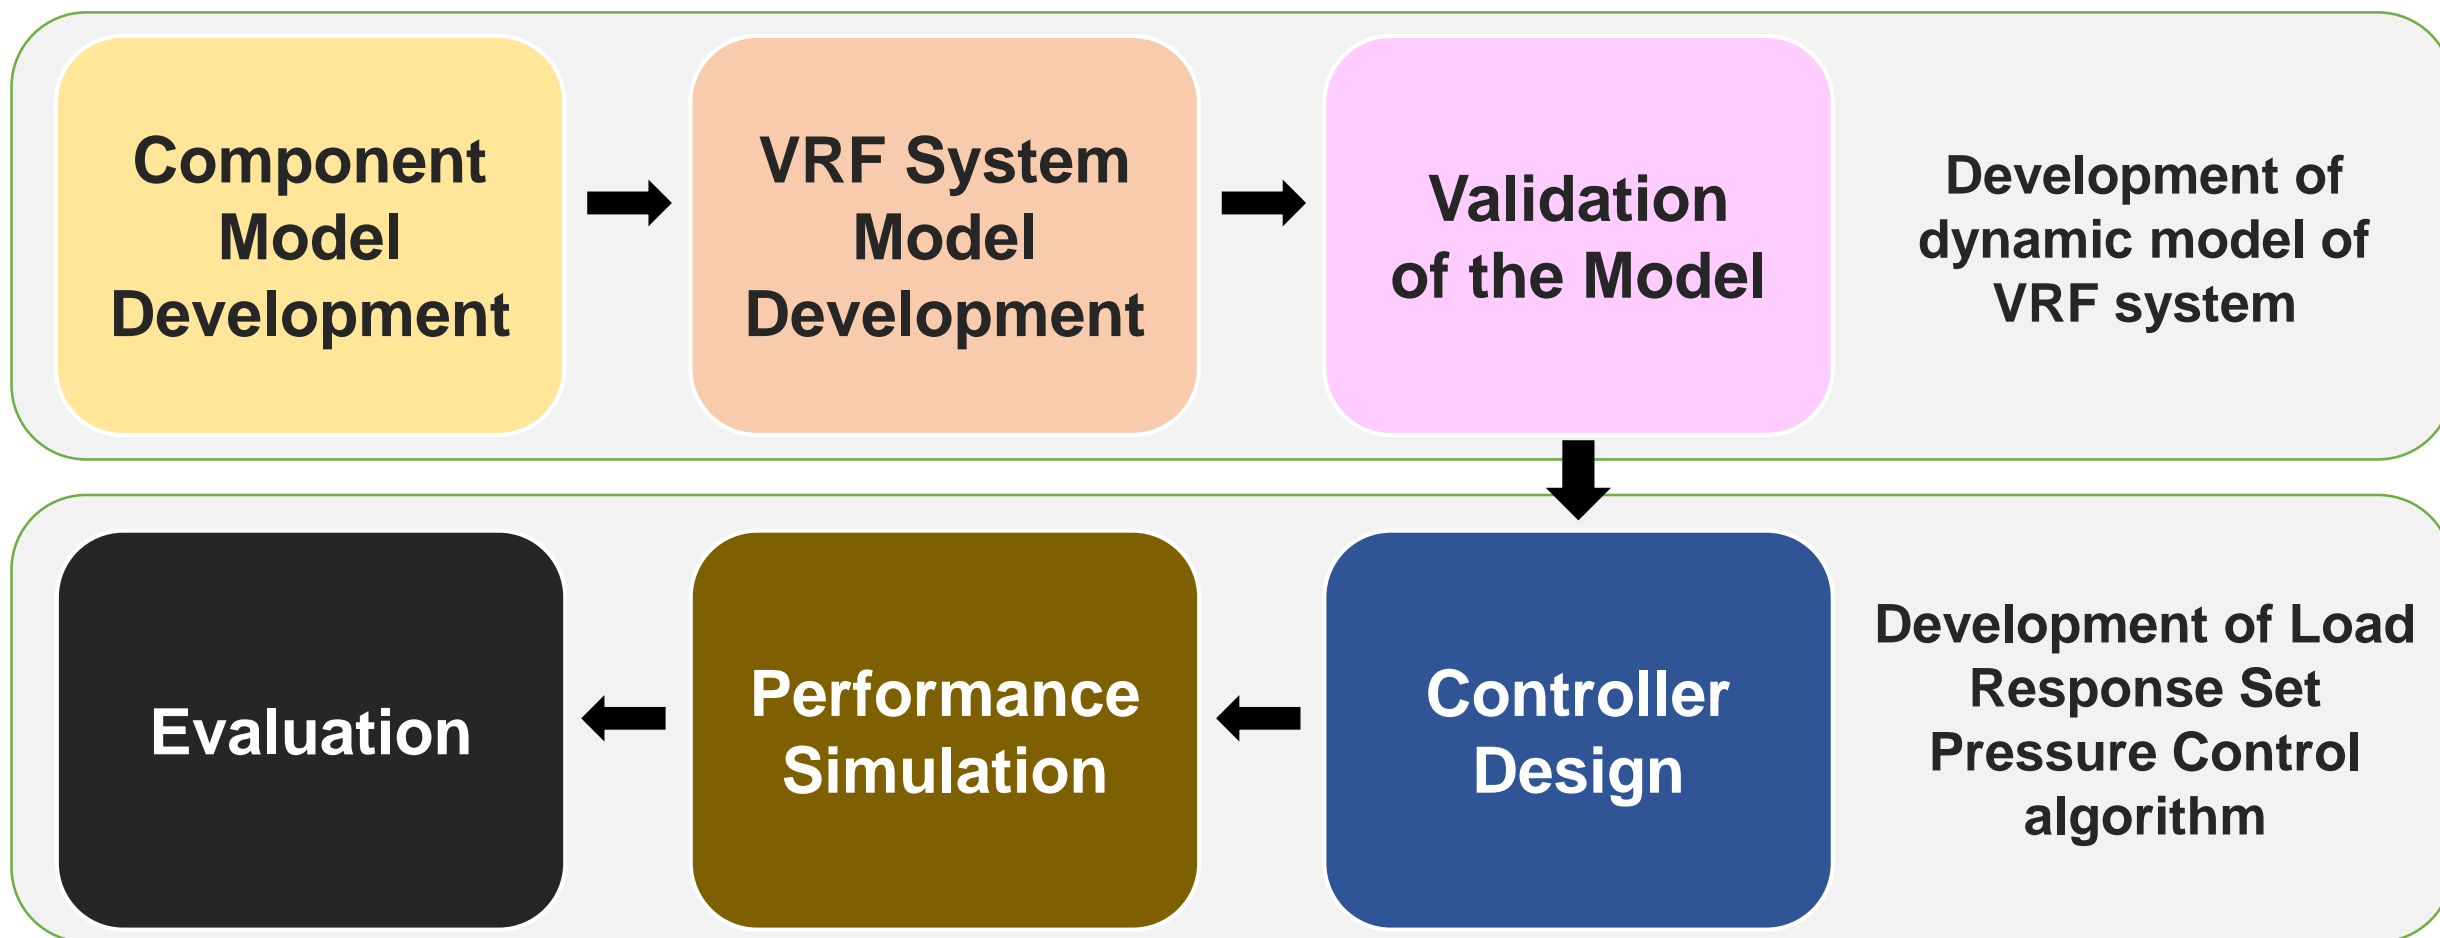 Component
Model
Development
VRF System
Model
Development
Validation
of the Model
Development of
dynamic model of
VRF system
Evaluation
Performance
Simulation
Controller
Design
Development of Load
Response Set
Pressure Control
algorithm